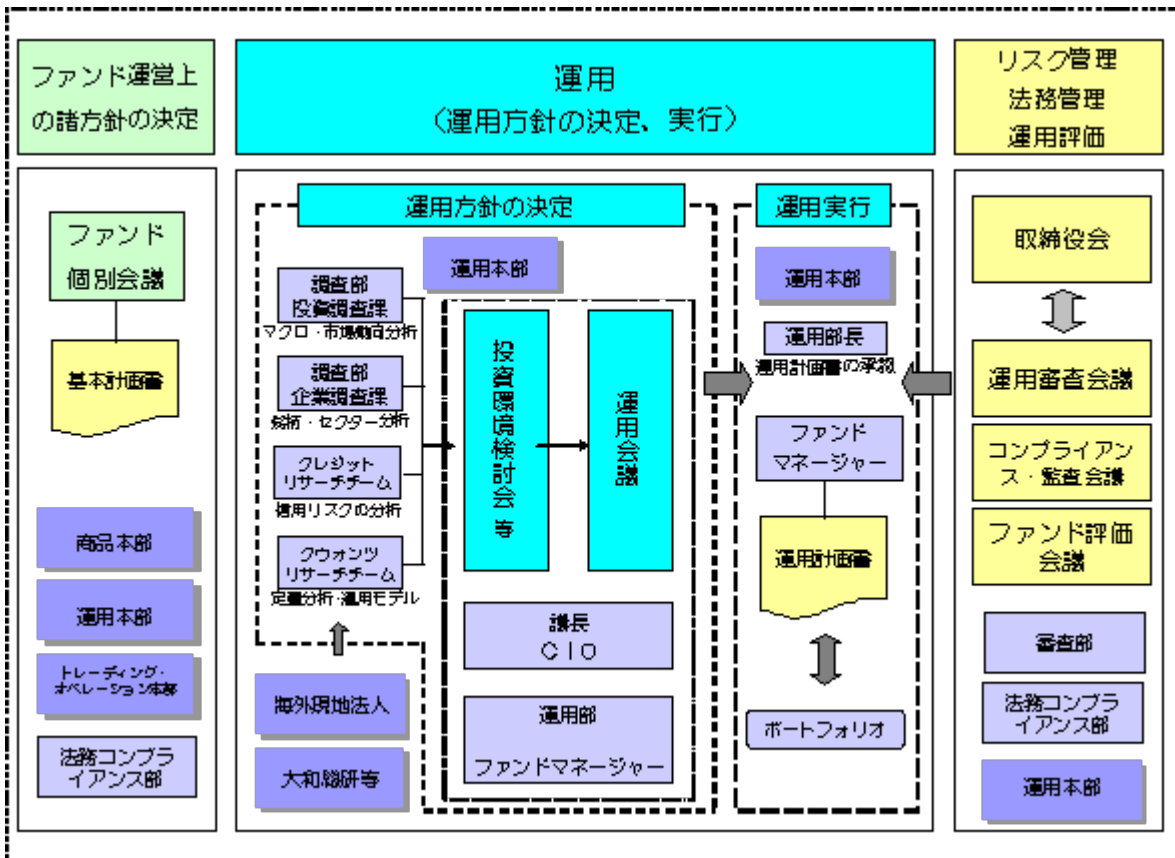 ファンド運営上
の諸方針の決定
ファンド
個別会議
基本計画書
商品本部
運用本部
トレーディング・
オペレーション本部
法務コンプラ
イアンス部
運用
(運用方針の決定、実行)
運用方針の決定
運用本部
調査部
投資調査課
マクロ・市場動向分析
調査部
企業調査課
銘柄・セクター分析
クレジット
リサーチチーム
信用リスクの分析
クウォンツ
リサーチチーム
定量分析・運用モデル
海外現地法人
大和総研等
投資環境検討会 等
運用会議
議長
CIO
運用部
ファンドマネージャー
運用実行
運用本部
運用部長
運用計画書の承認
ファンド
マネージャー
運用計画書
ポートフォリオ
リスク管理
法務管理
運用評価
取締役会
運用審査会議
コンプライアン
ス・監査会議
ファンド評価
会議
審査部
法務コンプラ
イアンス部
運用本部